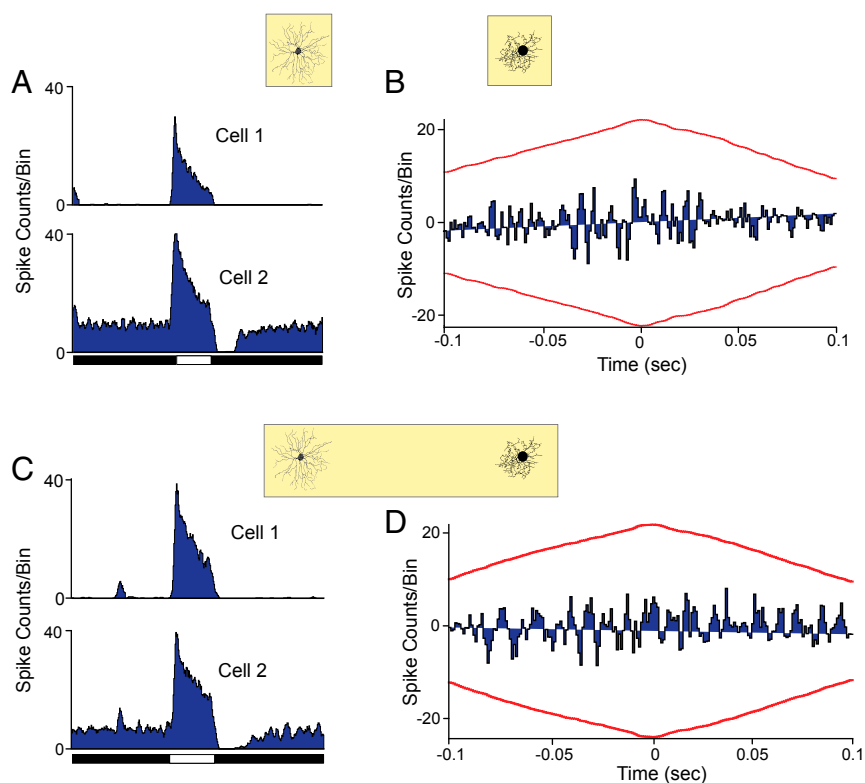 A
40
0
Cell 1
40
0
Cell 2
Spike Counts/Bin
B
20
0
-20
Spike Counts/Bin
-0.1 -0.05 0 0.05 0.1
Time (sec)
C
40
0
Cell 1
40
0
Cell 2
Spike Counts/Bin
D
20
0
-20
Spike Counts/Bin
-0.1 -0.05 0 0.05 0.1
Time (sec)